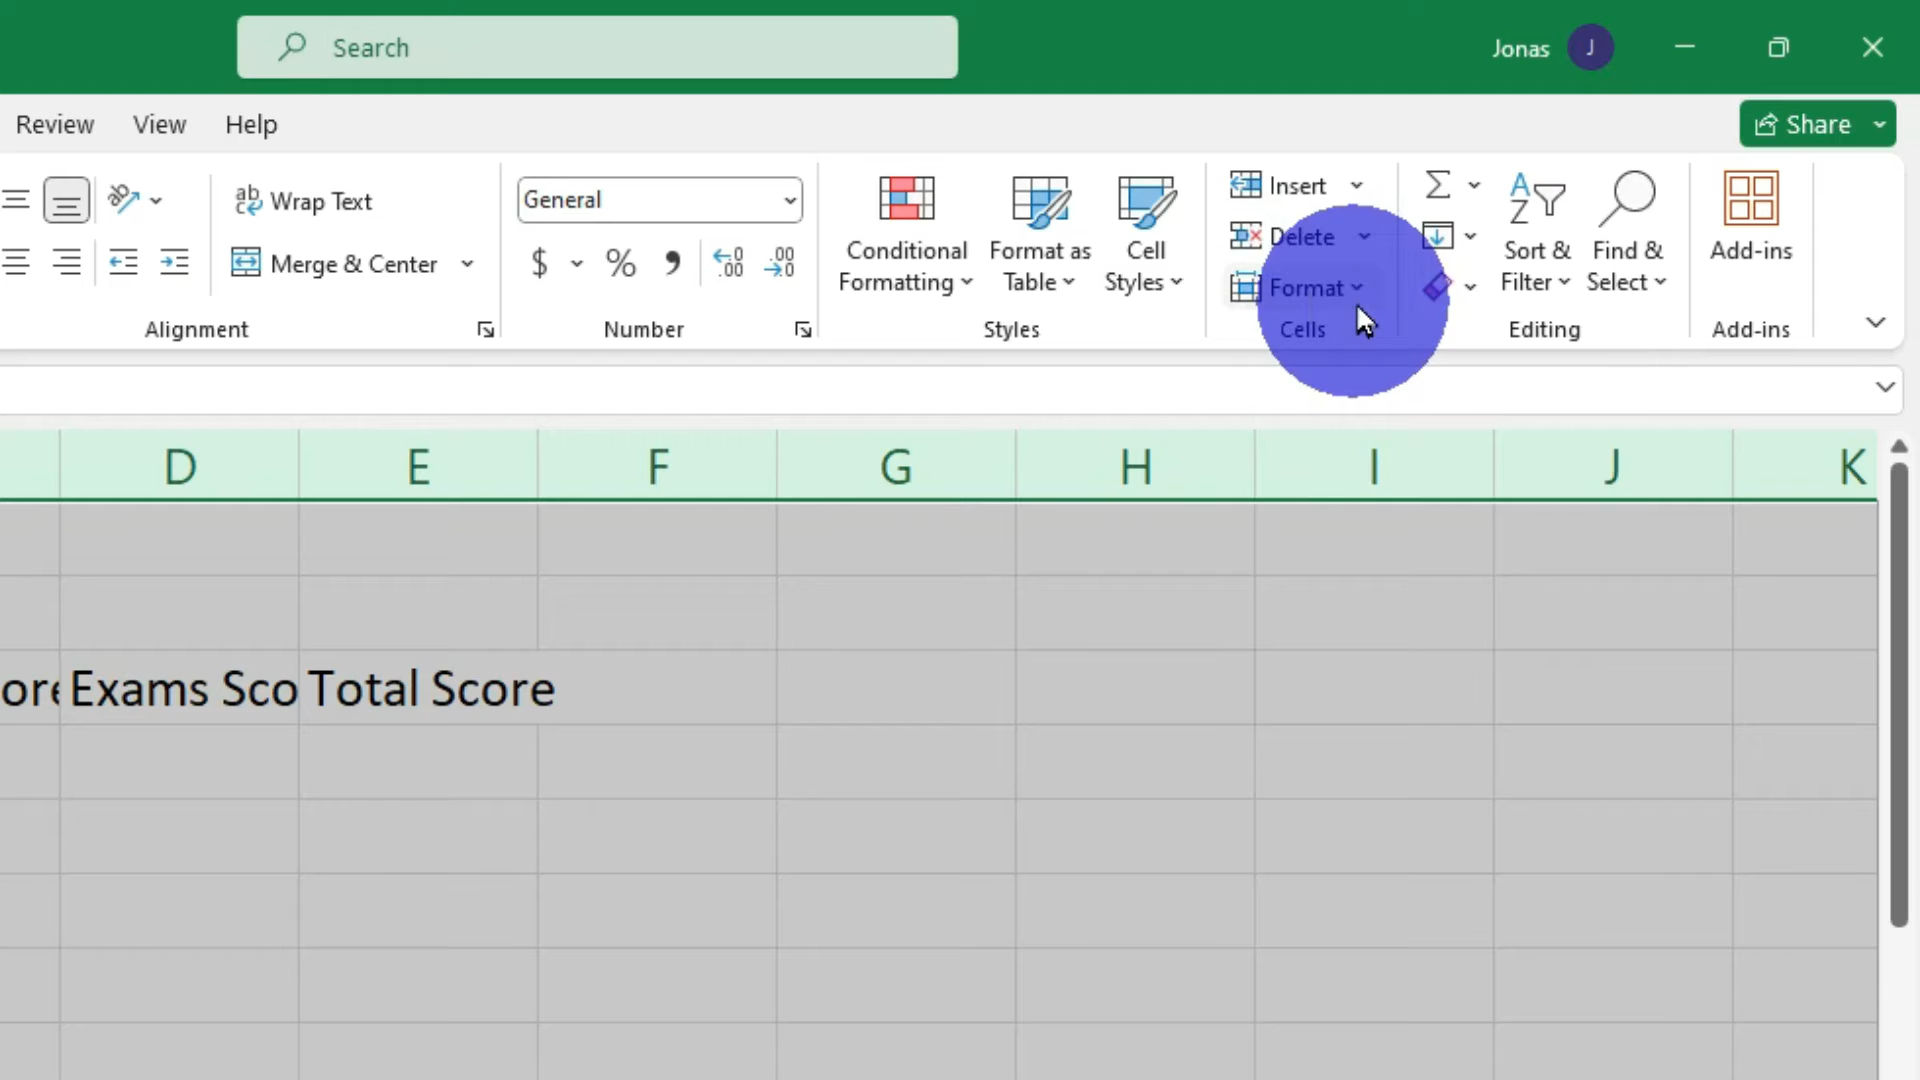 Search
Jonas J
Review View Help
Share
Wrap Text
General
Insert
Delete
Format
Merge & Center
$ % ,
Conditional Formatting
Format as Table
Cell Styles
Sort & Filter
Find & Select
Add-ins
Alignment
Number
Styles
Cells
Editing
Add-ins
D E F G H I J K
ore Exams Sco Total Score